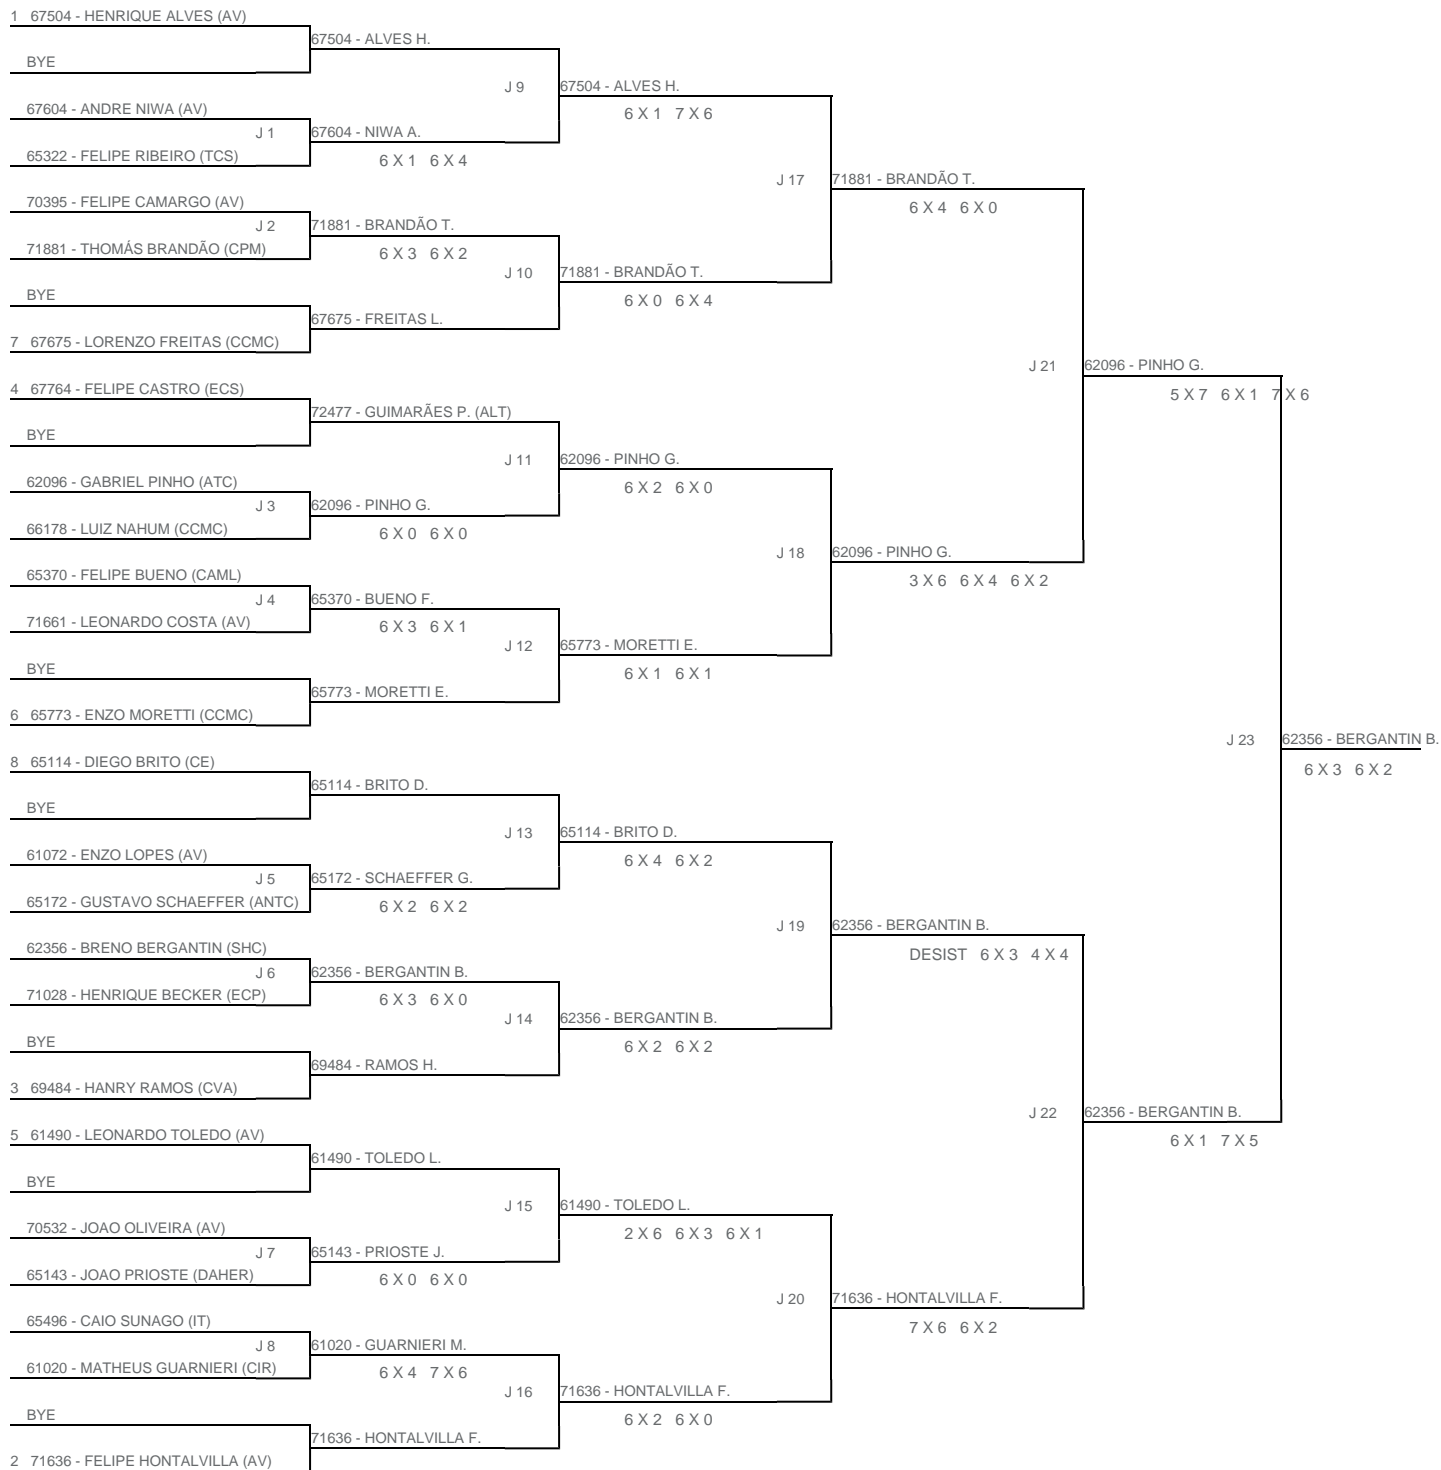 1 67504 - HENRIQUE ALVES (AV)
67504 - ALVES H.
BYE
J 9
67504 - ALVES H.
6 X 1 7 X 6
67604 - ANDRE NIWA (AV)
J 1
67604 - NIWA A.
65322 - FELIPE RIBEIRO (TCS)
6 X 1 6 X 4
J 17
71881 - BRANDÃO T.
6 X 4 6 X 0
70395 - FELIPE CAMARGO (AV)
J 2
71881 - BRANDÃO T.
71881 - THOMÁS BRANDÃO (CPM)
6 X 3 6 X 2
J 10
71881 - BRANDÃO T.
6 X 0 6 X 4
BYE
67675 - FREITAS L.
7 67675 - LORENZO FREITAS (CCMC)
J 21
62096 - PINHO G.
5 X 7 6 X 1 7 X 6
4 67764 - FELIPE CASTRO (ECS)
72477 - GUIMARÃES P. (ALT)
BYE
J 11
62096 - PINHO G.
6 X 2 6 X 0
62096 - GABRIEL PINHO (ATC)
J 3
62096 - PINHO G.
66178 - LUIZ NAHUM (CCMC)
6 X 0 6 X 0
J 18
62096 - PINHO G.
3 X 6 6 X 4 6 X 2
65370 - FELIPE BUENO (CAML)
J 4
65370 - BUENO F.
71661 - LEONARDO COSTA (AV)
6 X 3 6 X 1
J 12
65773 - MORETTI E.
6 X 1 6 X 1
BYE
65773 - MORETTI E.
6 65773 - ENZO MORETTI (CCMC)
J 23
62356 - BERGANTIN B.
6 X 3 6 X 2
8 65114 - DIEGO BRITO (CE)
65114 - BRITO D.
BYE
J 13
65114 - BRITO D.
6 X 4 6 X 2
61072 - ENZO LOPES (AV)
J 5
65172 - SCHAEFFER G.
65172 - GUSTAVO SCHAEFFER (ANTC)
6 X 2 6 X 2
J 19
62356 - BERGANTIN B.
DESIST 6 X 3 4 X 4
62356 - BRENO BERGANTIN (SHC)
J 6
62356 - BERGANTIN B.
71028 - HENRIQUE BECKER (ECP)
6 X 3 6 X 0
J 14
62356 - BERGANTIN B.
6 X 2 6 X 2
BYE
69484 - RAMOS H.
3 69484 - HANRY RAMOS (CVA)
J 22
62356 - BERGANTIN B.
6 X 1 7 X 5
5 61490 - LEONARDO TOLEDO (AV)
61490 - TOLEDO L.
BYE
J 15
61490 - TOLEDO L.
2 X 6 6 X 3 6 X 1
70532 - JOAO OLIVEIRA (AV)
J 7
65143 - PRIOSTE J.
65143 - JOAO PRIOSTE (DAHER)
6 X 0 6 X 0
J 20
71636 - HONTALVILLA F.
7 X 6 6 X 2
65496 - CAIO SUNAGO (IT)
J 8
61020 - GUARNIERI M.
61020 - MATHEUS GUARNIERI (CIR)
6 X 4 7 X 6
J 16
71636 - HONTALVILLA F.
6 X 2 6 X 0
BYE
71636 - HONTALVILLA F.
2 71636 - FELIPE HONTALVILLA (AV)